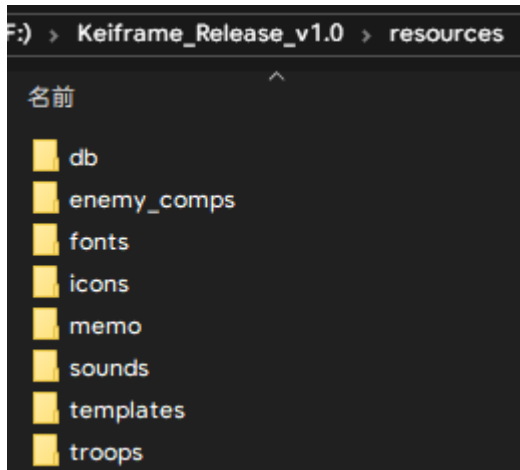 F:) > Keiframe_Release_v1.0 > resources
名前
db
enemy_comps
fonts
icons
memo
sounds
templates
troops